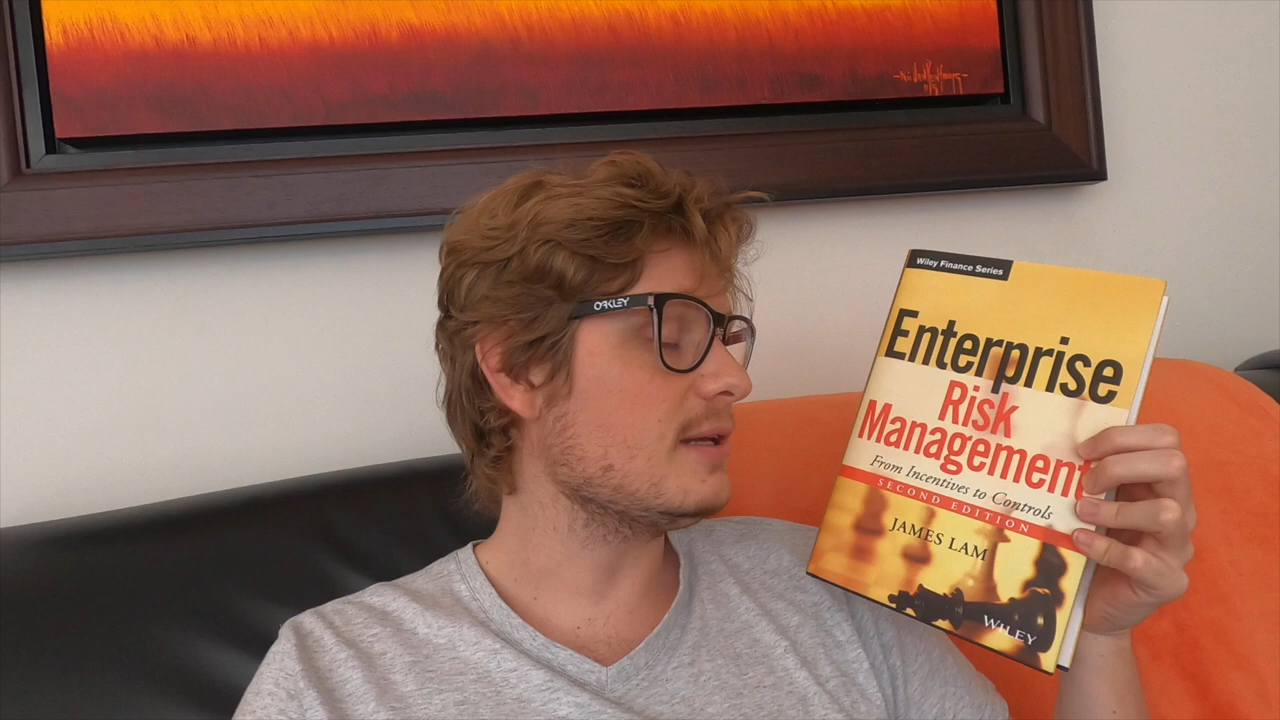 OAKLEY
Wiley Finance Series
Enterprise
Risk
Management
From Incentives to Controls
SECOND EDITION
JAMES LAM
WILEY